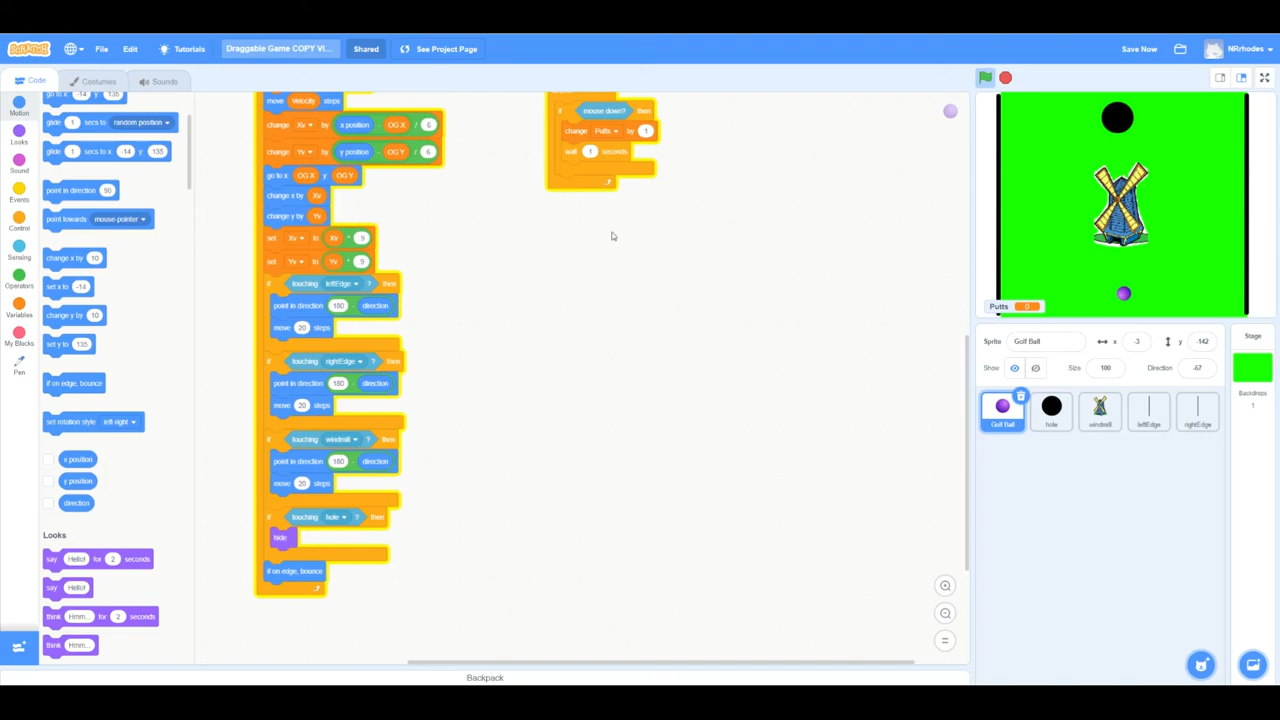 SCRATCH File Edit Tutorials Draggable Game COPY VI... Shared See Project Page Save Now NRrhodes
Code Costumes Sounds
Motion
Looks
Sound
Events
Control
Sensing
Operators
Variables
My Blocks
Pen
go to x: -14 y: 135
glide 1 secs to random position
glide 1 secs to x: -14 y: 135
point in direction 90
point towards mouse-pointer
change x by 10
set x to -14
change y by 10
set y to 135
if on edge, bounce
set rotation style left-right
x position
y position
direction
Looks
say Hello! for 2 seconds
say Hello!
think Hmm... for 2 seconds
think Hmm...
move Velocity steps
change Xv by x position - OG X / 6
change Yv by y position - OG Y / 6
go to x: OG X y: OG Y
change x by Xv
change y by Yv
set Xv to Xv * .9
set Yv to Yv * .9
if touching leftEdge ? then
point in direction 180 - direction
move 20 steps
if touching rightEdge ? then
point in direction 180 - direction
move 20 steps
if touching windmill ? then
point in direction 180 - direction
move 20 steps
if touching hole ? then
hide
if on edge, bounce
if mouse down? then
change Putts by 1
wait 1 seconds
Putts 0
Sprite Golf Ball x -3 y -142
Show Size 100 Direction -67
Golf Ball hole windmill leftEdge rightEdge
Stage
Backdrops
1
Backpack